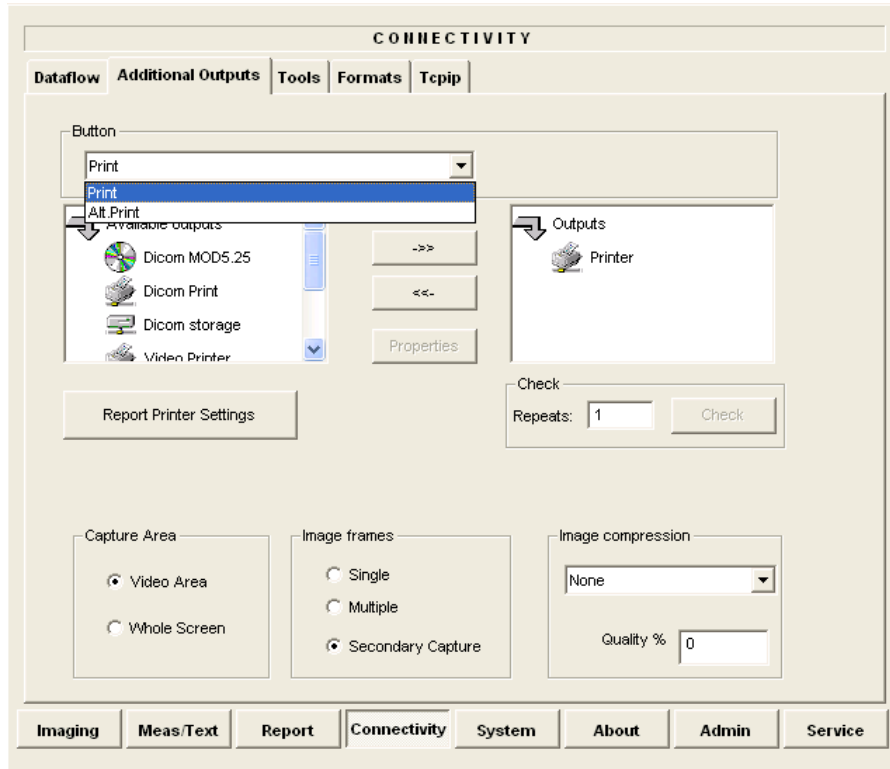 CONNECTIVITY
Dataflow Additional Outputs Tools Formats Tcpip
Button
Print
Print
Alt.Print
Available outputs
Dicom MOD5.25
Dicom Print
Dicom storage
Video Printer
->>
<<-
Properties
Outputs
Printer
Report Printer Settings
Check
Repeats: 1 Check
Capture Area
Video Area
Whole Screen
Image frames
Single
Multiple
Secondary Capture
Image compression
None
Quality % 0
Imaging Meas/Text Report Connectivity System About Admin Service